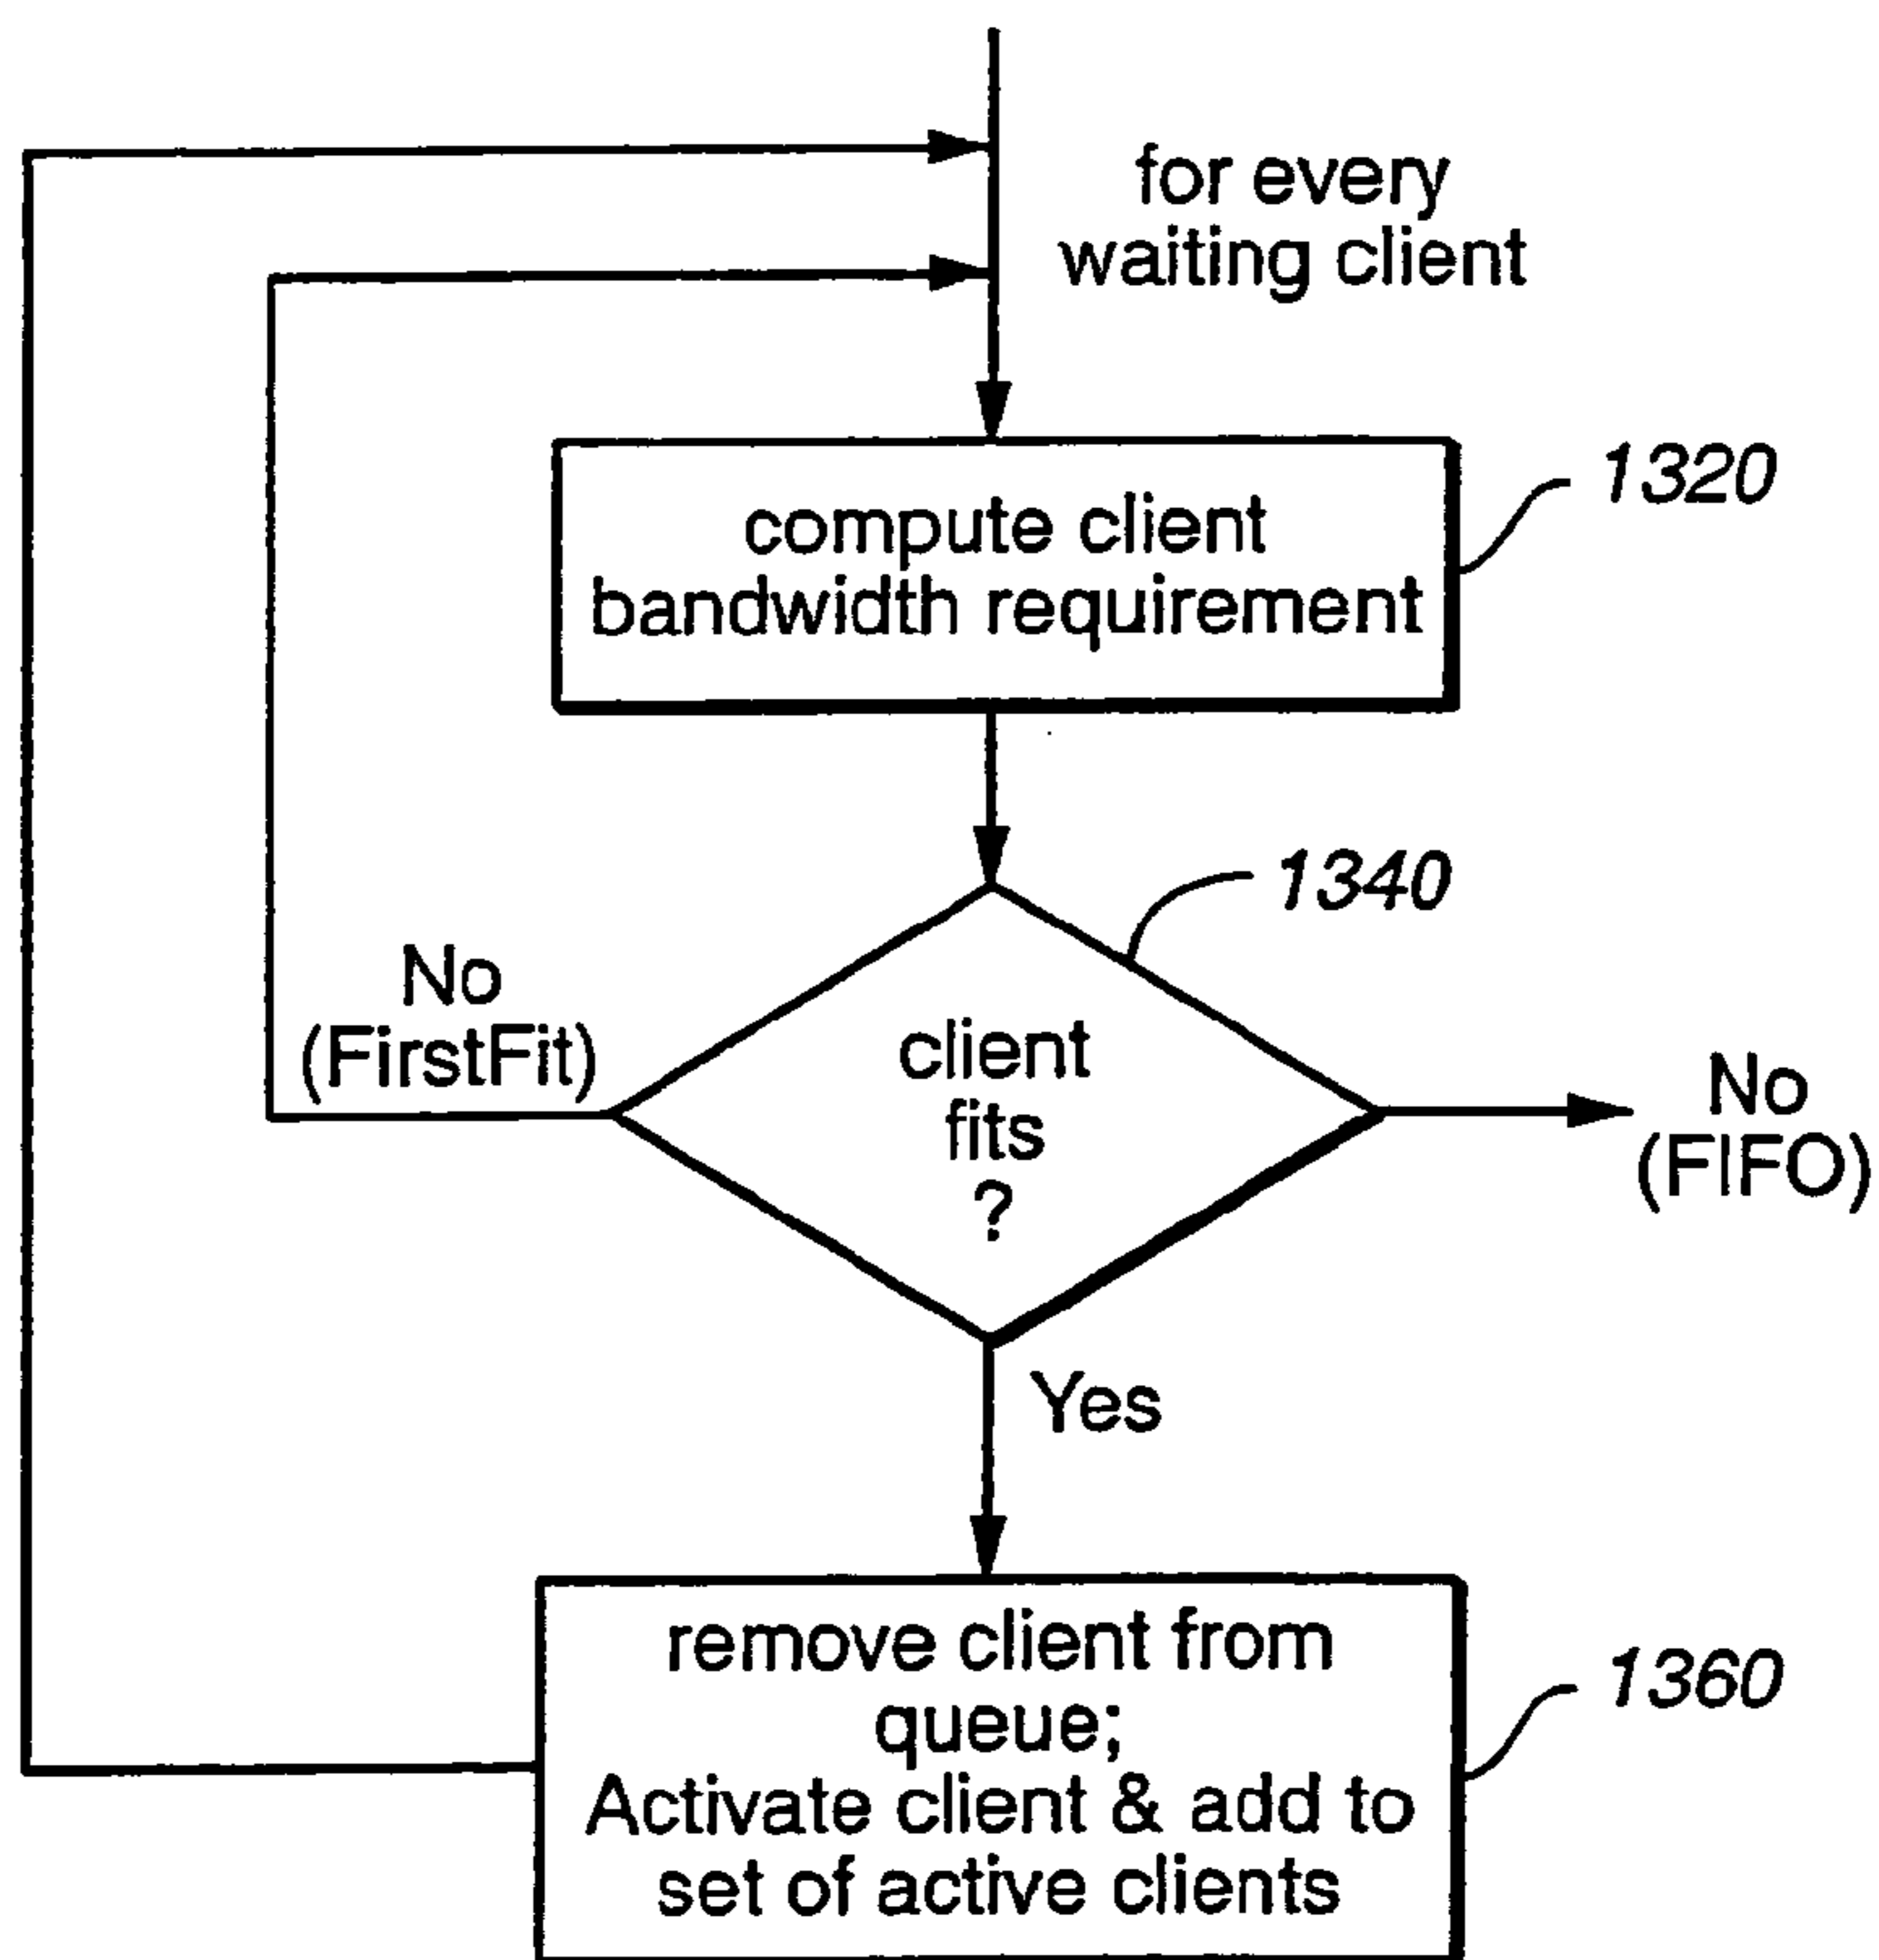 for every
waiting client
compute client
bandwidth requirement
1320
1340
No
(FirstFit)
client
fits
?
No
(FIFO)
Yes
remove client from
queue;
Activate client & add to
set of active clients
1360